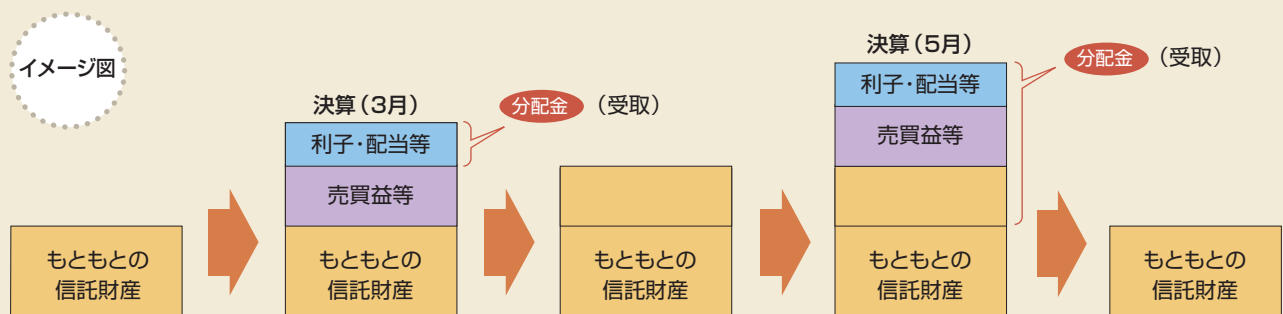 イメージ図
もともとの
信託財産
決算（3月）
利子・配当等
売買益等
もともとの
信託財産
分配金（受取）
もともとの
信託財産
決算（5月）
利子・配当等
売買益等
もともとの
信託財産
分配金（受取）
もともとの
信託財産